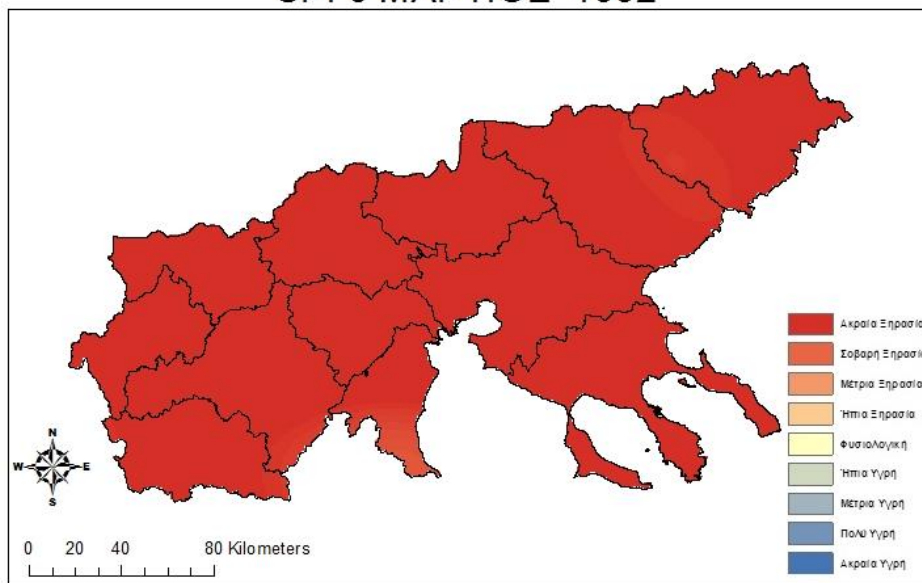 N
W E
S
0 20 40 80 Kilometers
Ακραία Ξηρασία
Σοβαρή Ξηρασία
Μέτρια Ξηρασία
Ήπια Ξηρασία
Φυσιολογική
Ήπια Υγρή
Μέτρια Υγρή
Πολύ Υγρή
Ακραία Υγρή